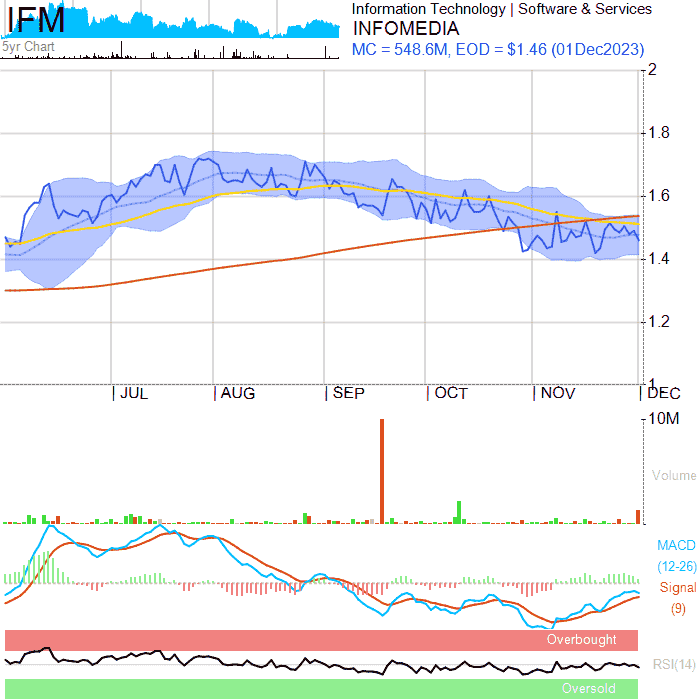 IFM
5yr Chart
Information Technology | Software & Services
INFOMEDIA
MC = 548.6M, EOD = $1.46 (01Dec2023)
2
1.8
1.6
1.4
1.2
1
JUL AUG SEP OCT NOV DEC
10M
Volume
MACD
(12-26)
Signal
(9)
Overbought
RSI(14)
Oversold